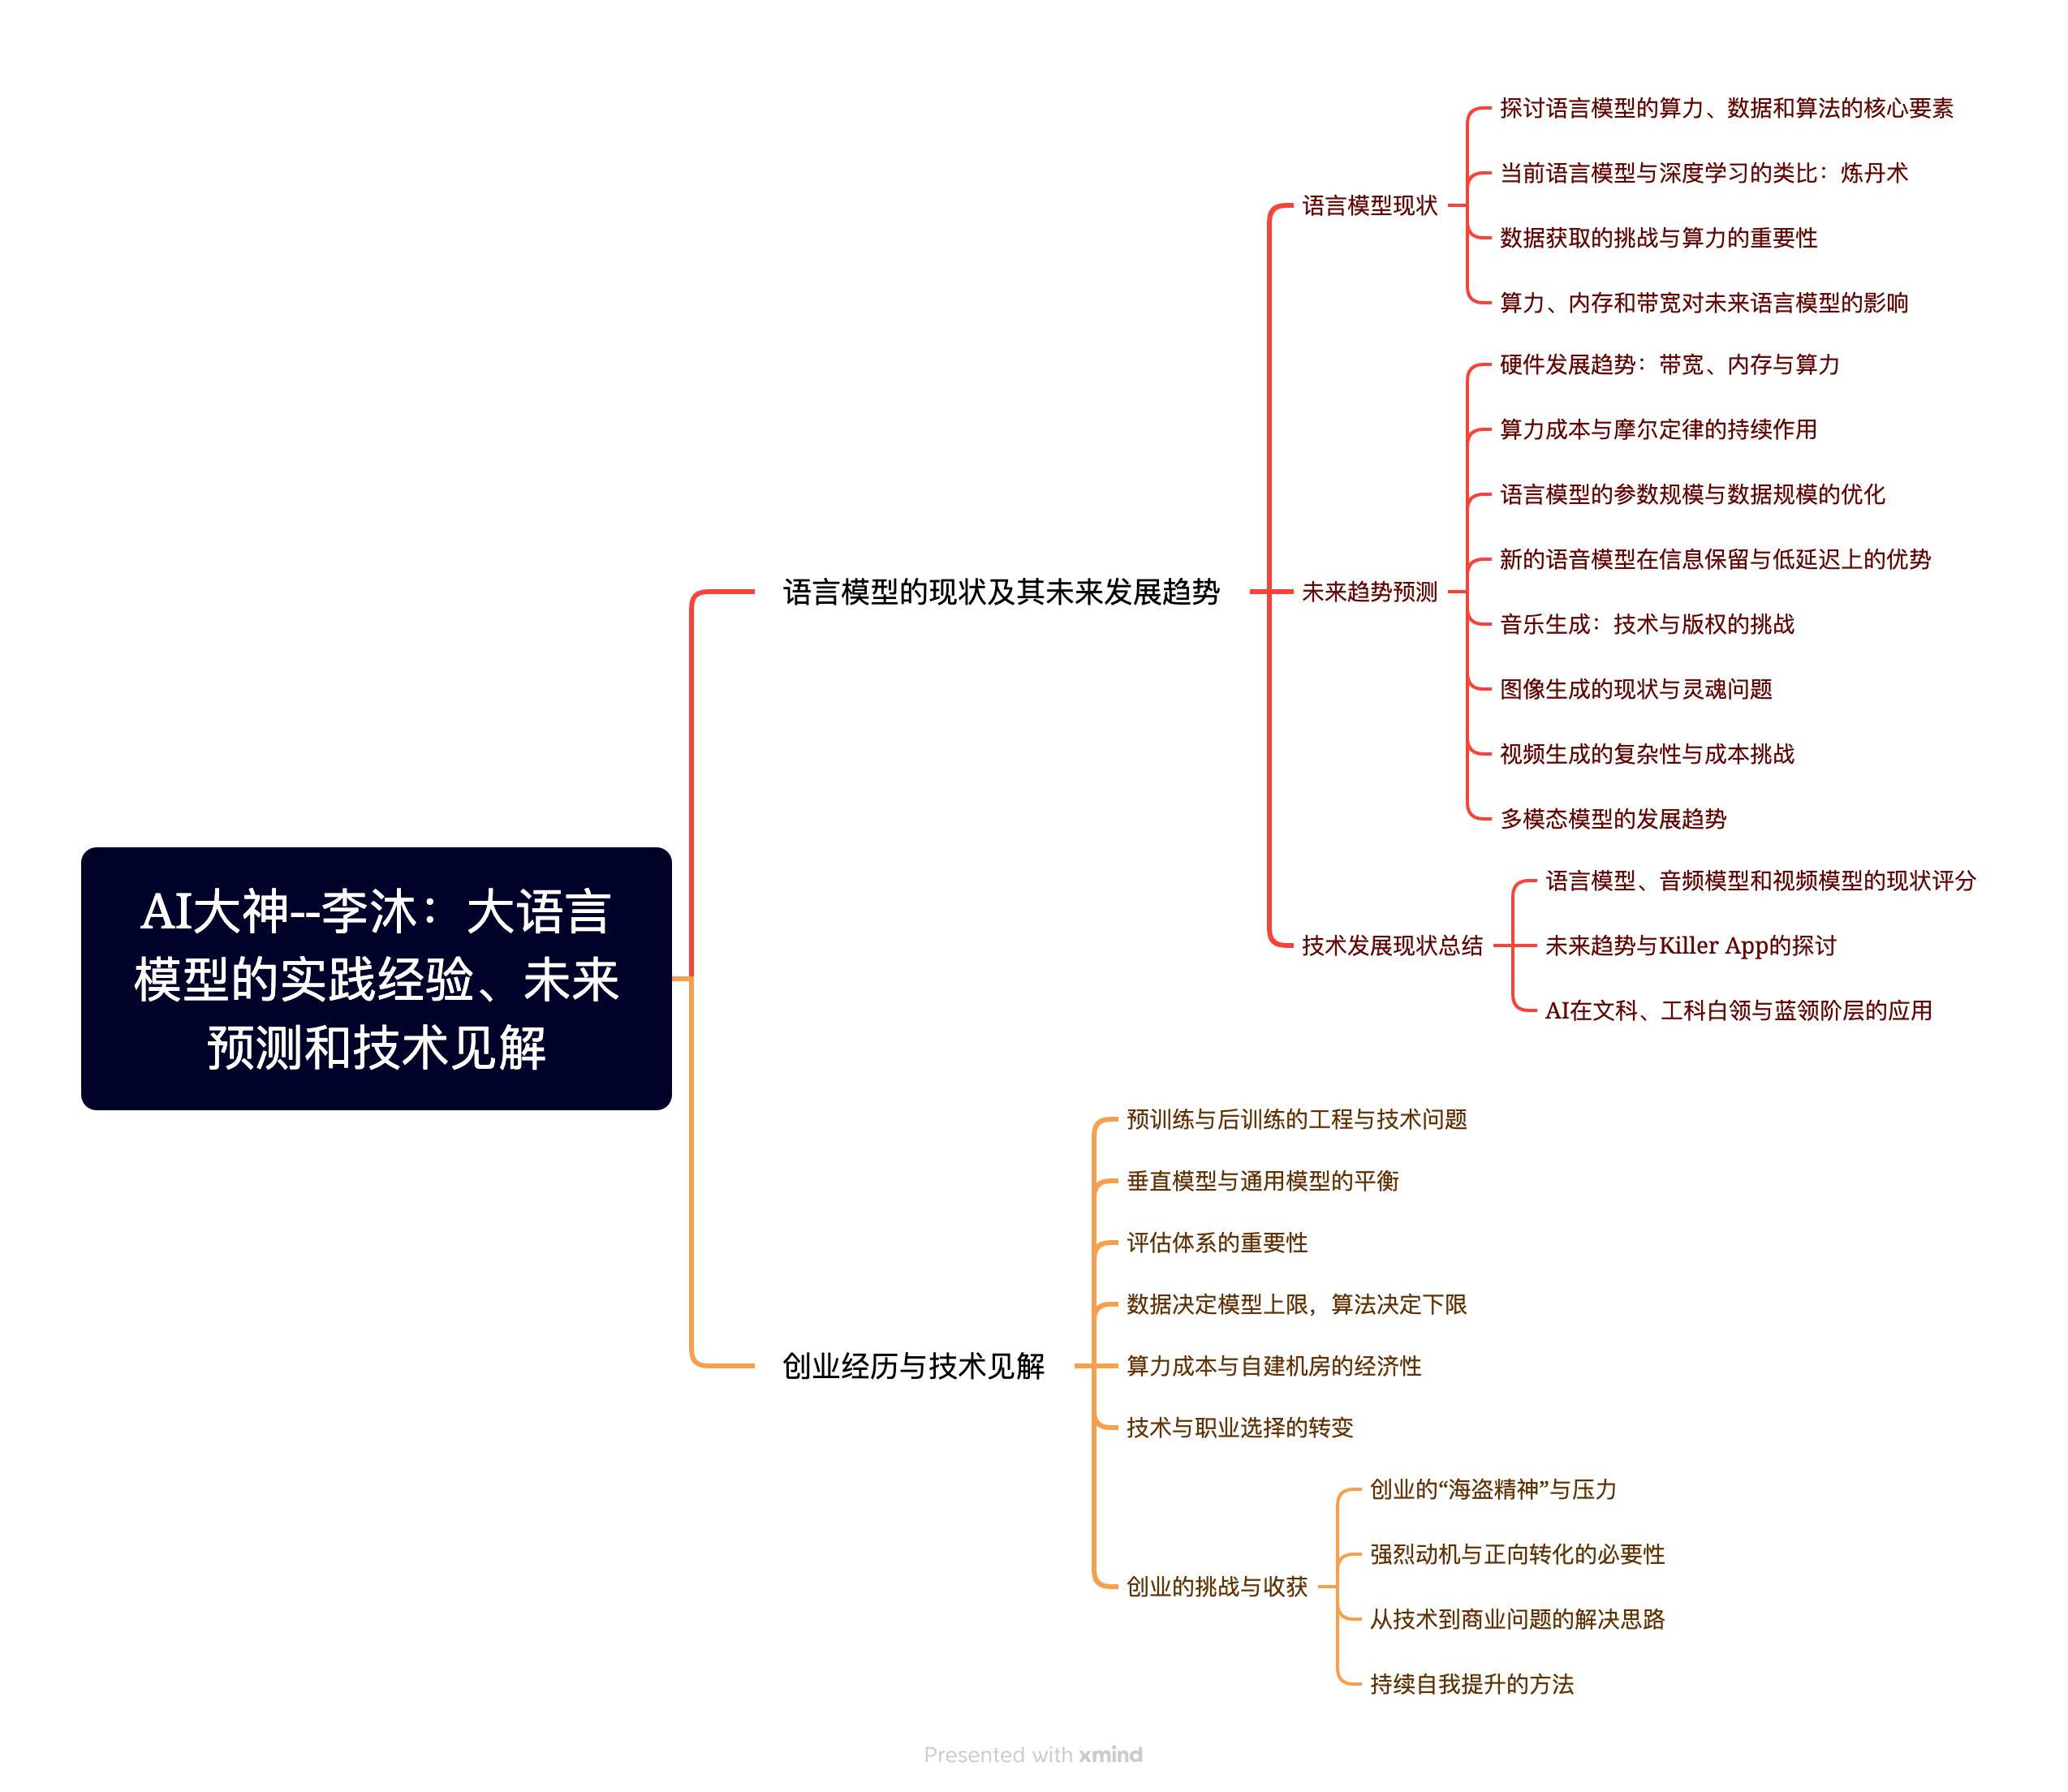 AI大神--李沐：大语言
模型的实践经验、未来
预测和技术见解
语言模型的现状及其未来发展趋势
语言模型现状
探讨语言模型的算力、数据和算法的核心要素
当前语言模型与深度学习的类比：炼丹术
数据获取的挑战与算力的重要性
算力、内存和带宽对未来语言模型的影响
未来趋势预测
硬件发展趋势：带宽、内存与算力
算力成本与摩尔定律的持续作用
语言模型的参数规模与数据规模的优化
新的语音模型在信息保留与低延迟上的优势
音乐生成：技术与版权的挑战
图像生成的现状与灵魂问题
视频生成的复杂性与成本挑战
多模态模型的发展趋势
技术发展现状总结
语言模型、音频模型和视频模型的现状评分
未来趋势与Killer App的探讨
AI在文科、工科白领与蓝领阶层的应用
创业经历与技术见解
预训练与后训练的工程与技术问题
垂直模型与通用模型的平衡
评估体系的重要性
数据决定模型上限，算法决定下限
算力成本与自建机房的经济性
技术与职业选择的转变
创业的挑战与收获
创业的“海盗精神”与压力
强烈动机与正向转化的必要性
从技术到商业问题的解决思路
持续自我提升的方法
Presented with xmind